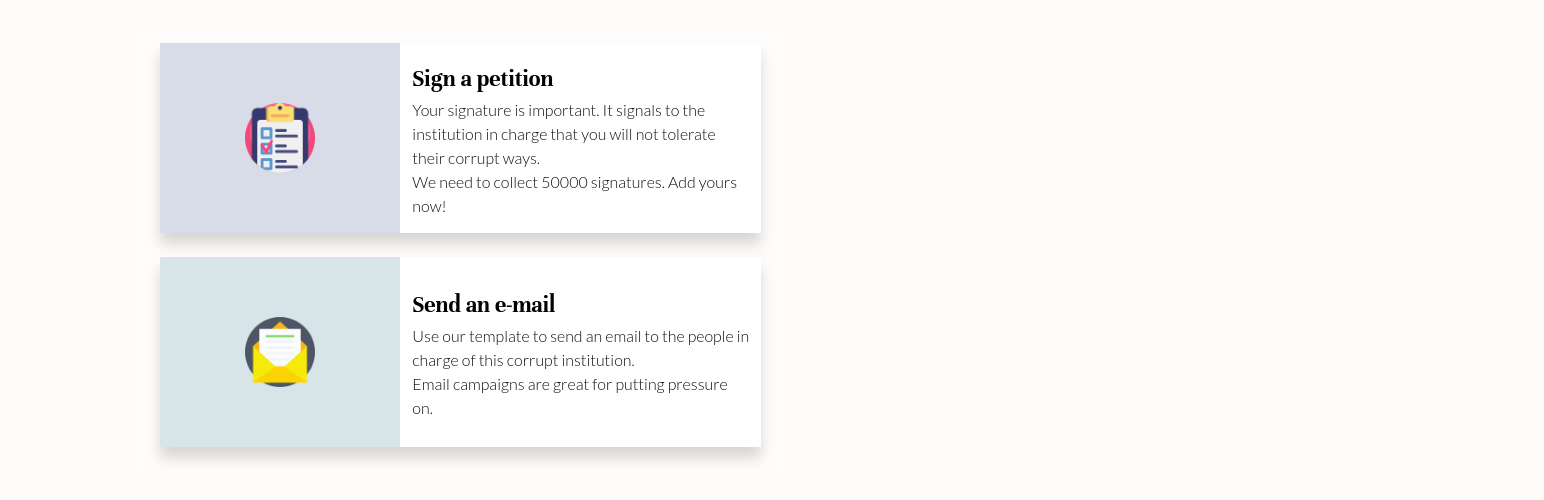 Sign a petition
Your signature is important. It signals to the
institution in charge that you will not tolerate
their corrupt ways.
We need to collect 50000 signatures. Add yours
now!
Send an e-mail
Use our template to send an email to the people in
charge of this corrupt institution.
Email campaigns are great for putting pressure
on.